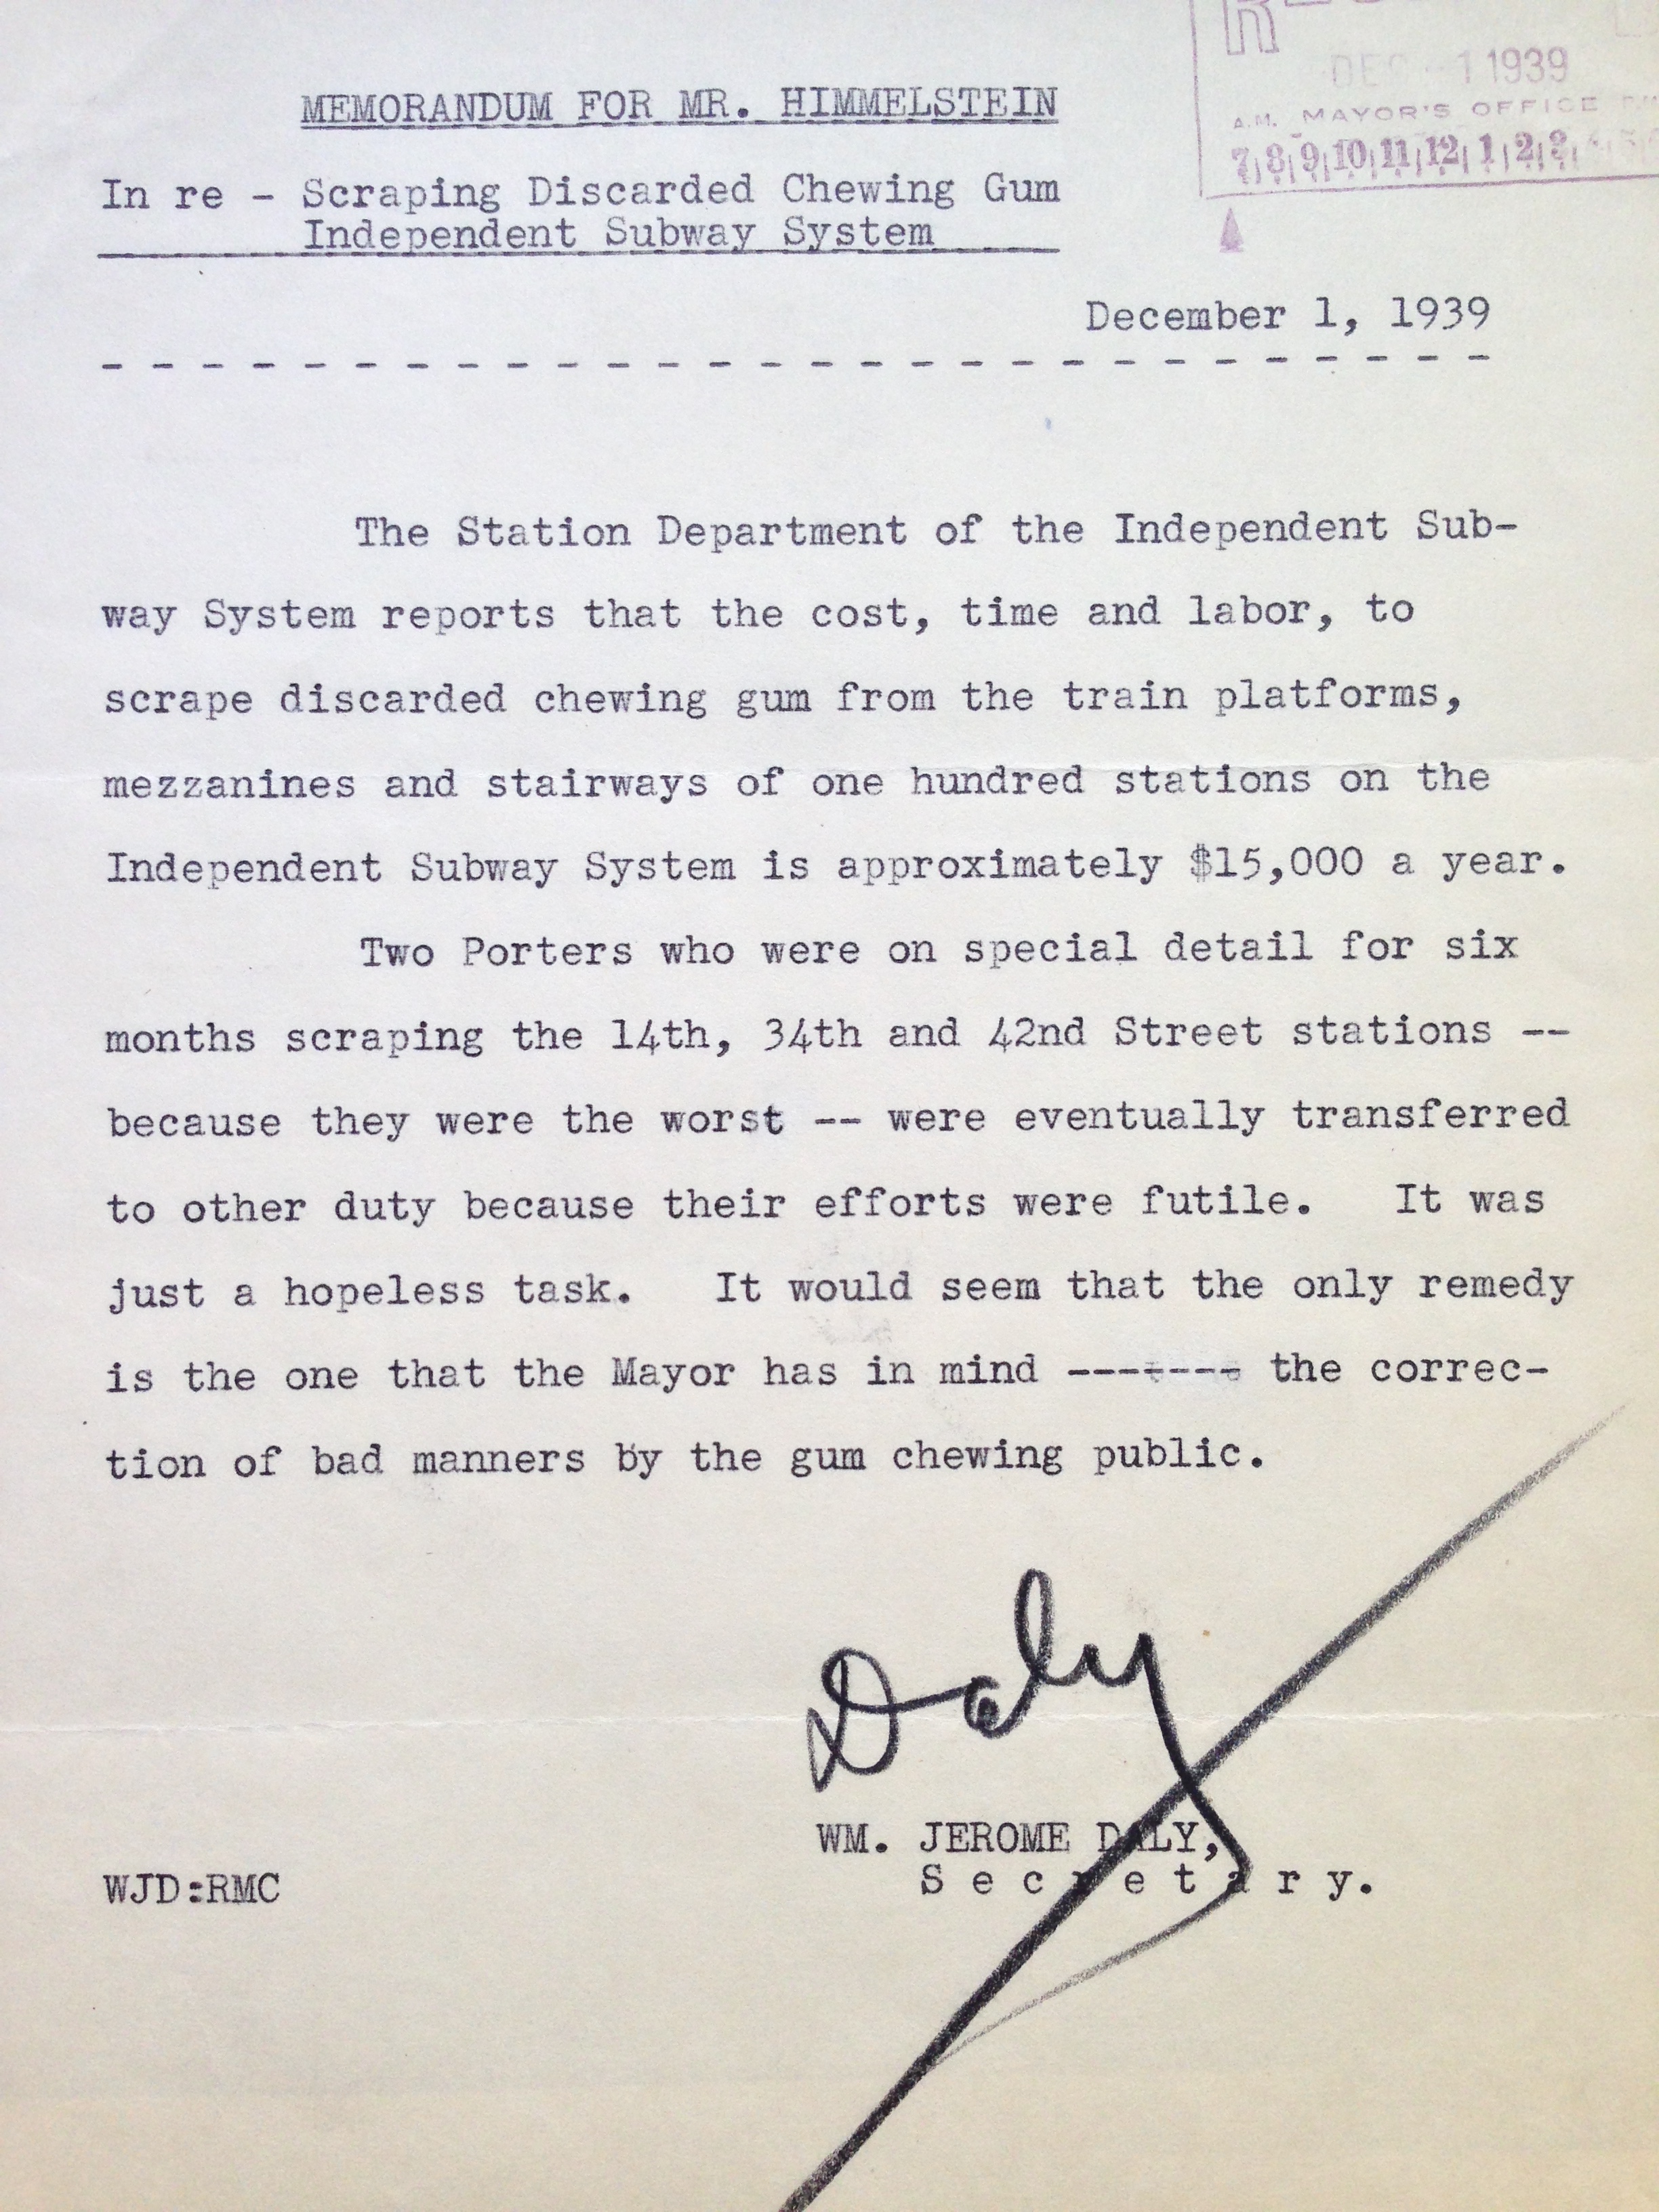 DEC -1 1939
MAYOR'S OFFICE
A.M.
7 8 9 10 11 12 1 2
MEMORANDUM FOR MR. HIMMELSTEIN
In re - Scraping Discarded Chewing Gum
Independent Subway System
December 1, 1939
- - - - - - - - - - - - - - - - - - - - - - - - - - - -
The Station Department of the Independent Sub-
way System reports that the cost, time and labor, to
scrape discarded chewing gum from the train platforms,
mezzanines and stairways of one hundred stations on the
Independent Subway System is approximately $15,000 a year.
Two Porters who were on special detail for six
months scraping the 14th, 34th and 42nd Street stations --
because they were the worst -- were eventually transferred
to other duty because their efforts were futile. It was
just a hopeless task. It would seem that the only remedy
is the one that the Mayor has in mind ------- the correc-
tion of bad manners by the gum chewing public.
Daly
WM. JEROME DALY,
S e c r e t a r y.
WJD:RMC